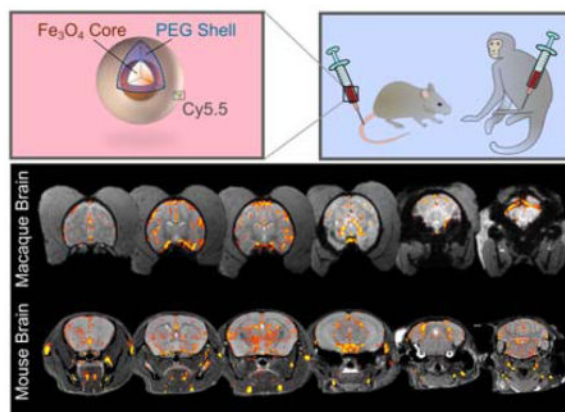 Fe₃O₄ Core
PEG Shell
Cy5.5
Macaque Brain
Mouse Brain